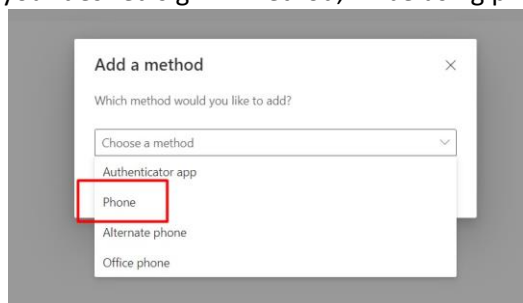 Add a method
Which method would you like to add?
Choose a method
Authenticator app
Phone
Alternate phone
Office phone